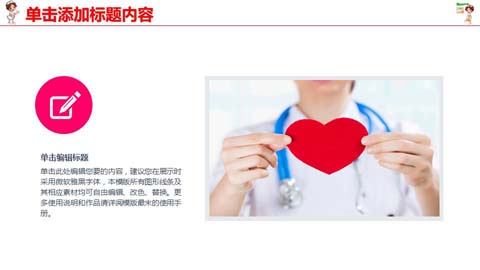 单击添加标题内容
单击编辑标题
单击此处编辑您要的内容，建议您在展示时
采用微软雅黑字体，本模版所有图形线条及
其相应素材均可自由编辑、改色、替换。更
多使用说明和作品请详阅模版最末的使用手
册。